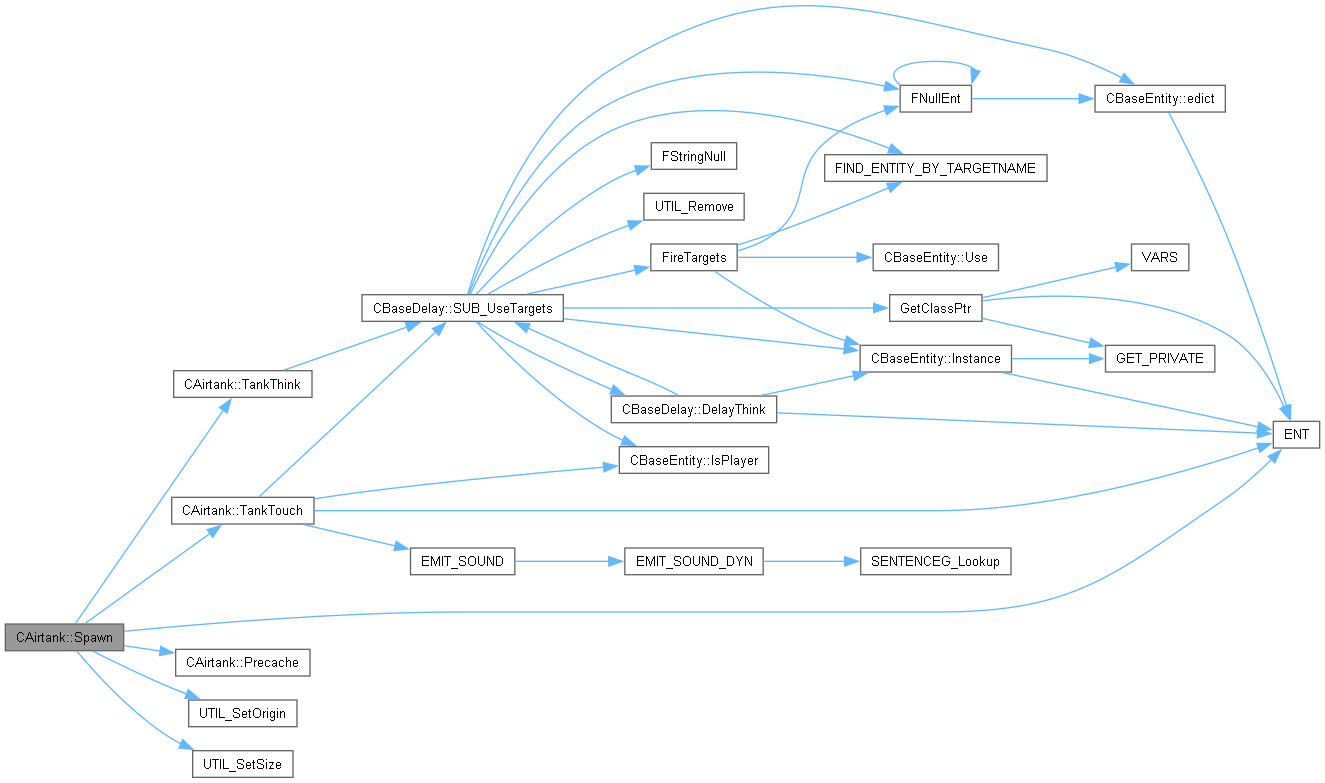 FNullEnt
CBaseEntity::edict
FStringNull
FIND_ENTITY_BY_TARGETNAME
UTIL_Remove
FireTargets
CBaseEntity::Use
VARS
CBaseDelay::SUB_UseTargets
GetClassPtr
CBaseEntity::Instance
GET_PRIVATE
CAirtank::TankThink
CBaseDelay::DelayThink
ENT
CBaseEntity::IsPlayer
CAirtank::TankTouch
EMIT_SOUND
EMIT_SOUND_DYN
SENTENCEG_Lookup
CAirtank::Spawn
CAirtank::Precache
UTIL_SetOrigin
UTIL_SetSize